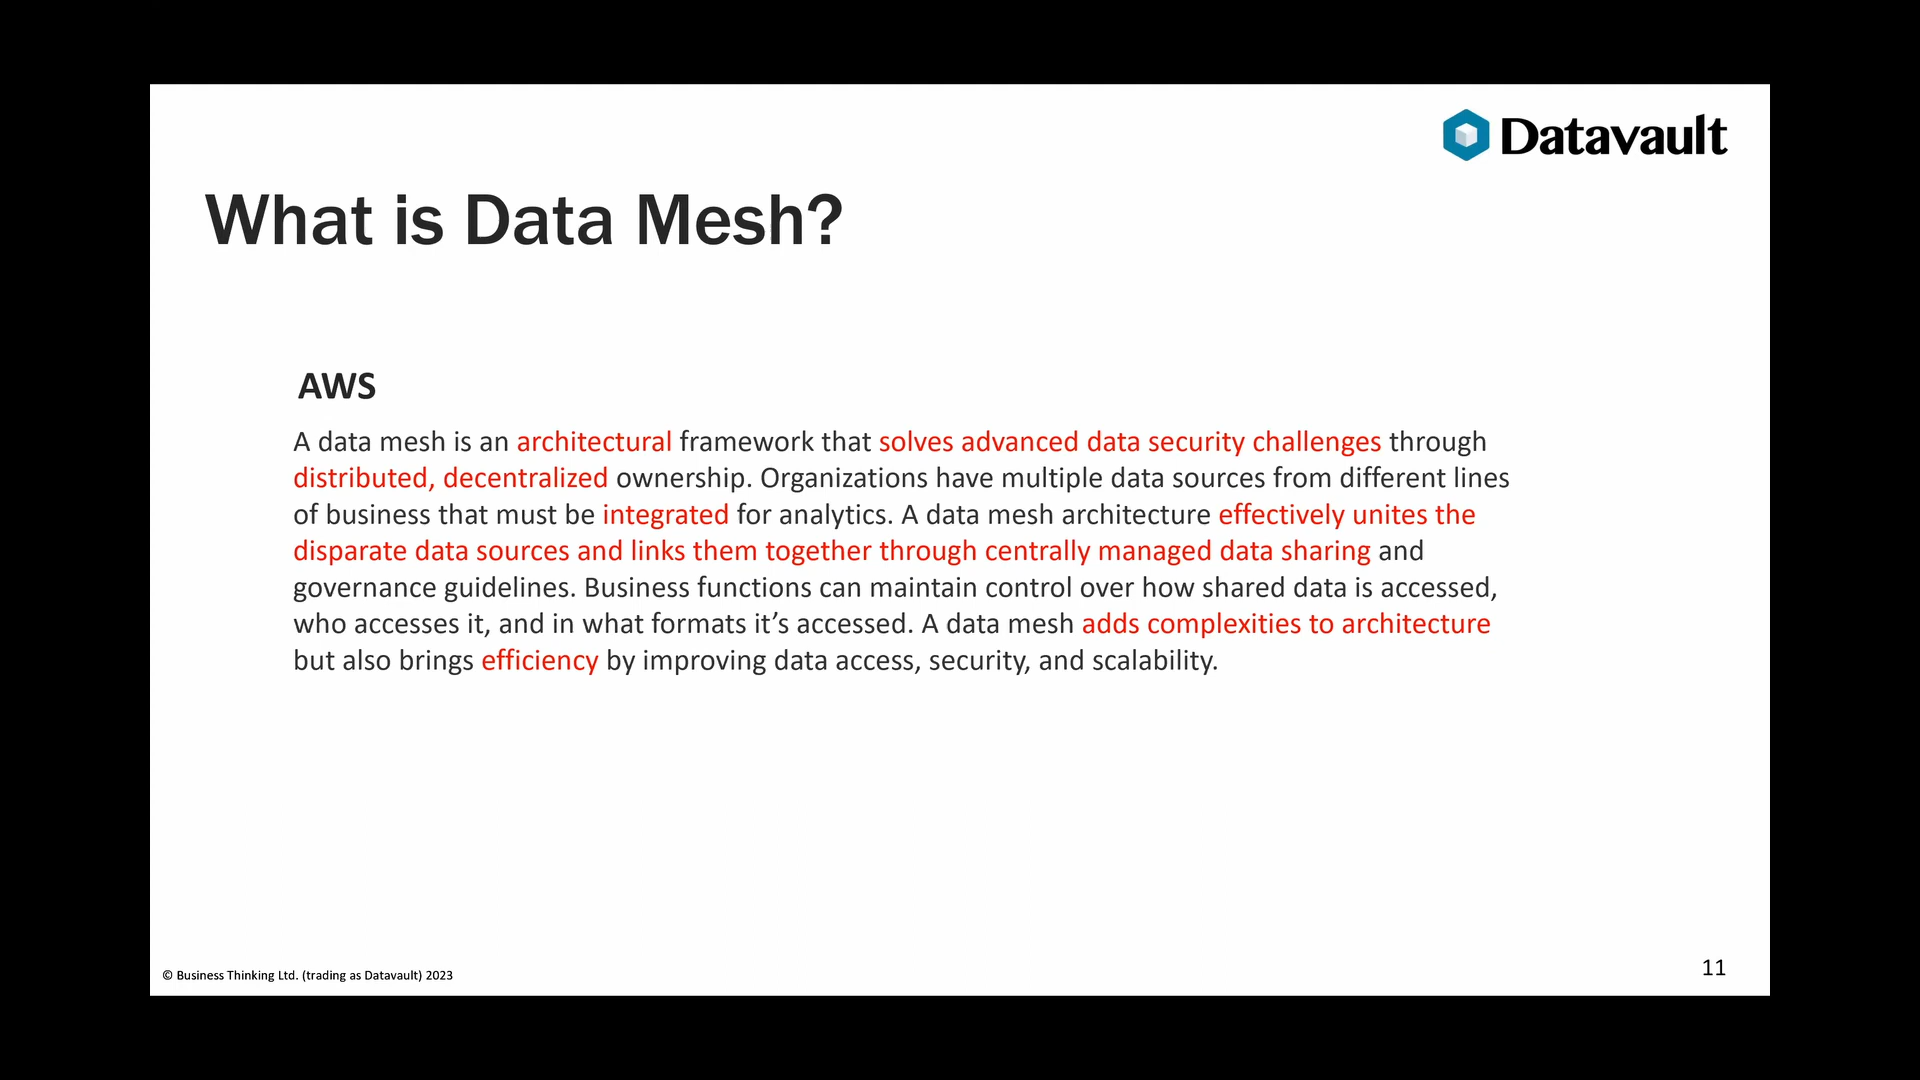 Datavault
What is Data Mesh?
AWS
A data mesh is an architectural framework that solves advanced data security challenges through
distributed, decentralized ownership. Organizations have multiple data sources from different lines
of business that must be integrated for analytics. A data mesh architecture effectively unites the
disparate data sources and links them together through centrally managed data sharing and
governance guidelines. Business functions can maintain control over how shared data is accessed,
who accesses it, and in what formats it’s accessed. A data mesh adds complexities to architecture
but also brings efficiency by improving data access, security, and scalability.
© Business Thinking Ltd. (trading as Datavault) 2023
11